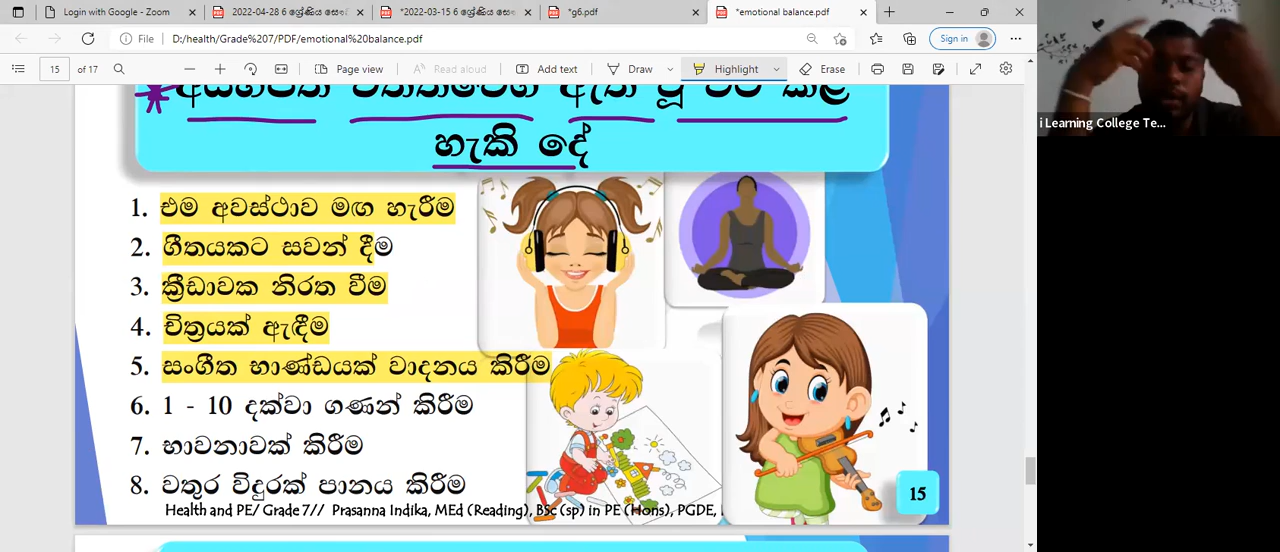 Login with Google - Zoom
2022-04-28 6 ශ්‍රේණිය සෞ
*2022-03-15 6 ශ්‍රේණිය සෞ
*g6.pdf
*emotional balance.pdf
File D:/health/Grade%207/PDF/emotional%20balance.pdf
Sign in
15 of 17
Page view
Read aloud
Add text
Draw
Highlight
Erase
i Learning College Te...
ඇති වූ විට කළ
හැකි දේ
1. එම අවස්ථාව මඟ හැරීම
2. ගීතයකට සවන් දීම
3. ක්‍රීඩාවක නිරත වීම
4. චිත්‍රයක් ඇඳීම
5. සංගීත භාණ්ඩයක් වාදනය කිරීම
6. 1 - 10 දක්වා ගණන් කිරීම
7. භාවනාවක් කිරීම
8. වතුර විදුරක් පානය කිරීම
Health and PE/ Grade 7// Prasanna Indika, MEd (Reading), BSc (sp) in PE (Hons), PGDE,
15